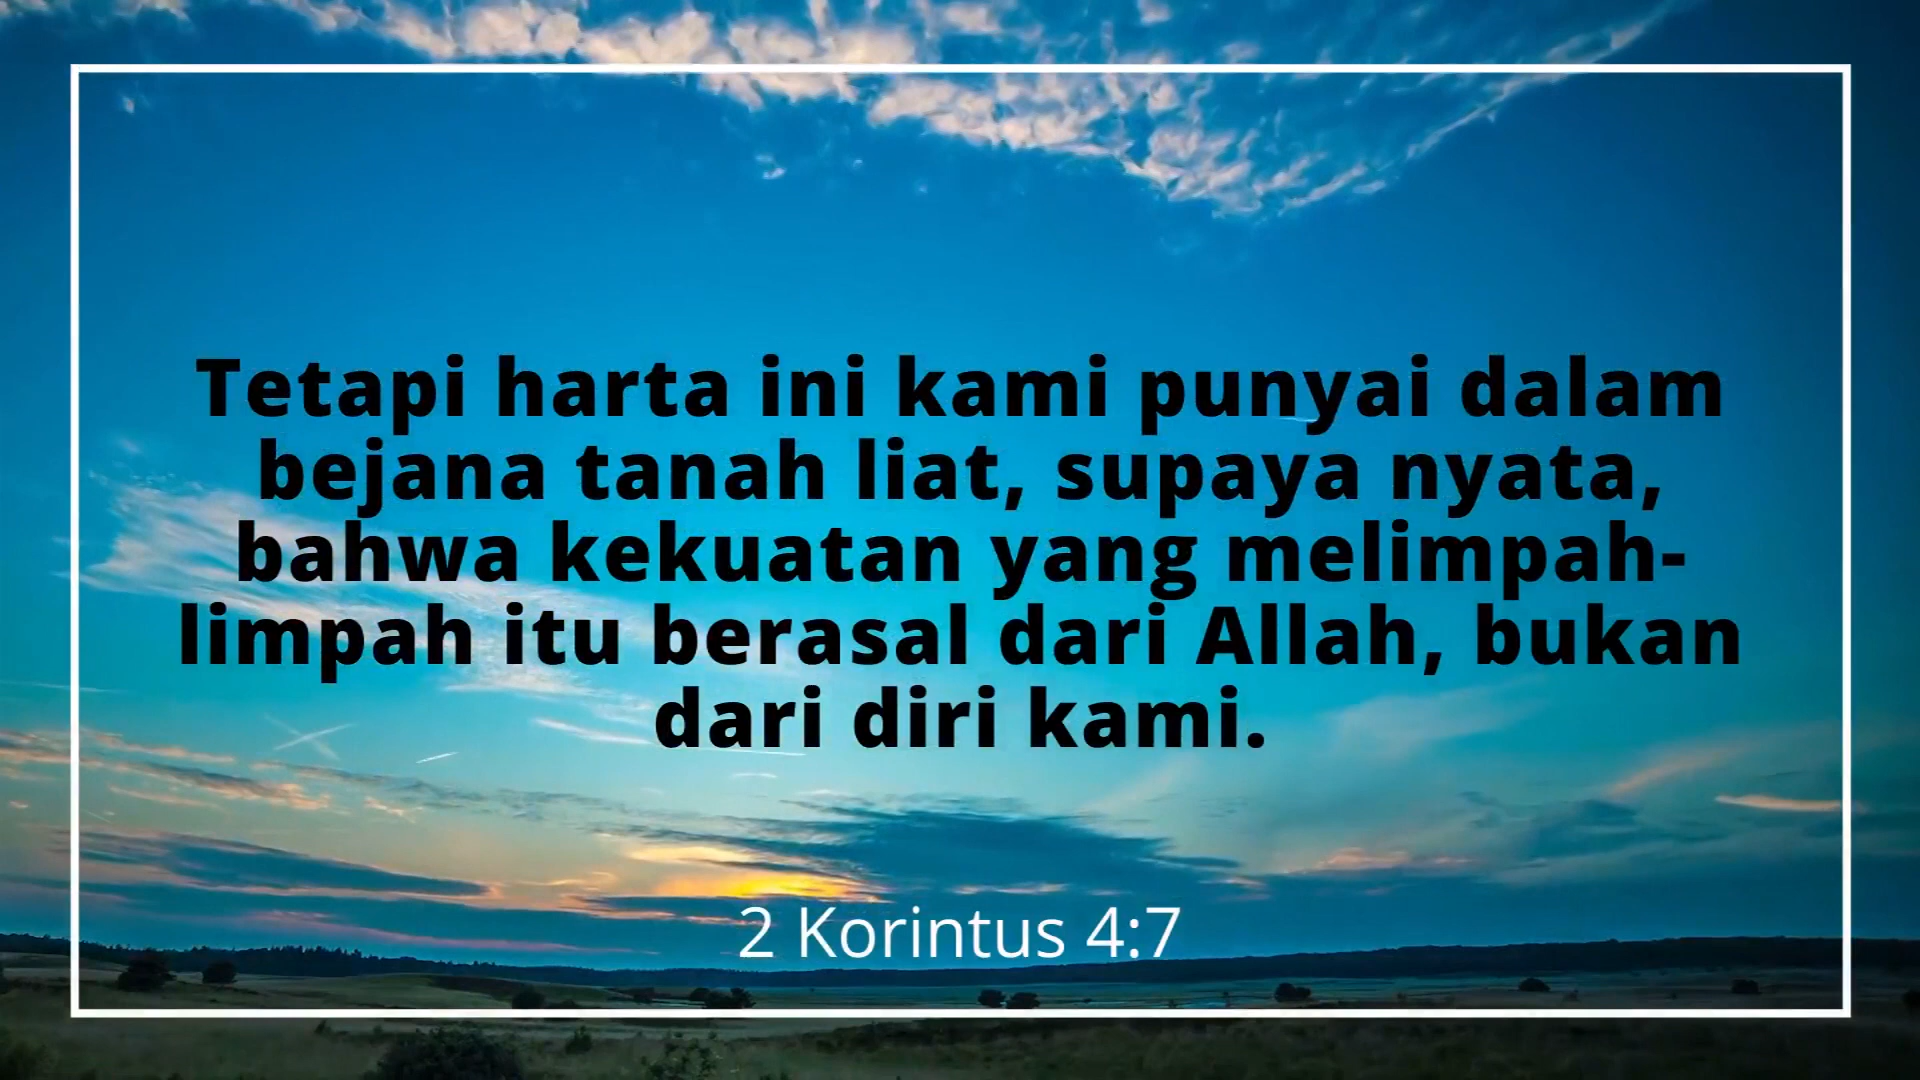 Tetapi harta ini kami punyai dalam
bejana tanah liat, supaya nyata,
bahwa kekuatan yang melimpah-
limpah itu berasal dari Allah, bukan
dari diri kami.
2 Korintus 4:7